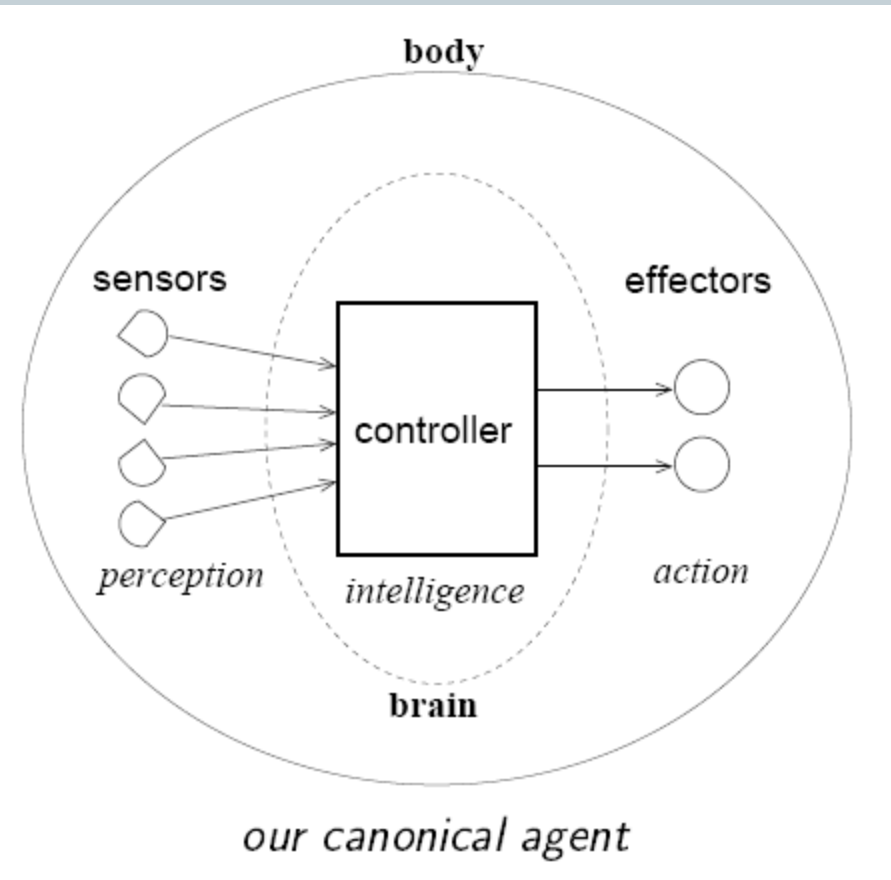 body
sensors
effectors
controller
perception
intelligence
action
brain
our canonical agent